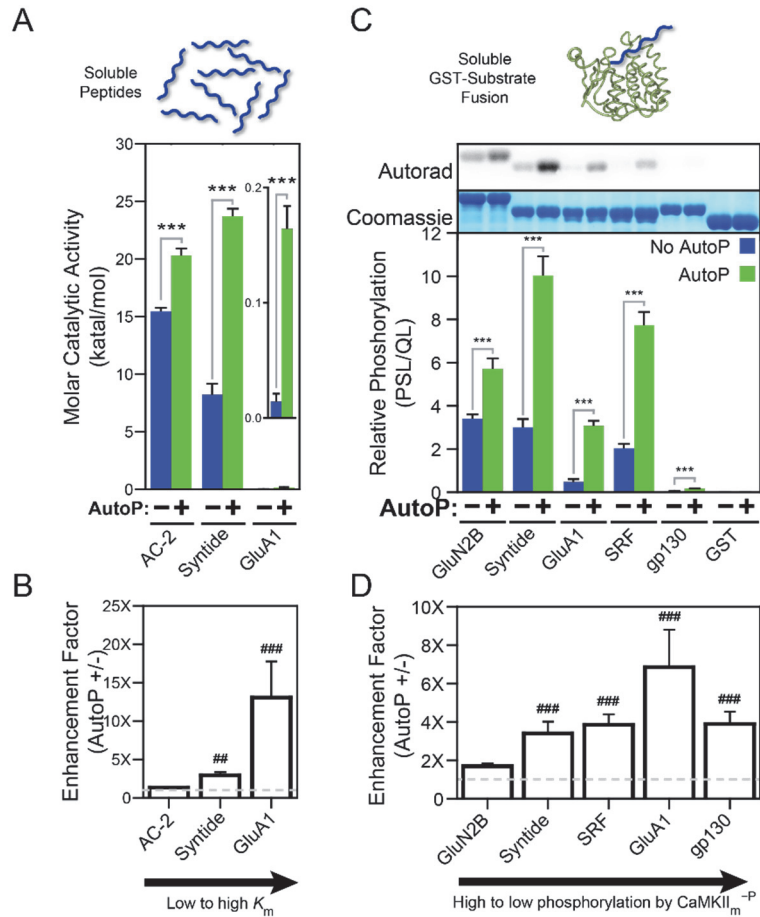 A
Soluble
Peptides
30
25
20
15
10
5
0
Molar Catalytic Activity
(katal/mol)
***
***
***
0.2
0.1
0.0
AutoP: − + − + − +
AC-2
Syntide
GluA1
B
Enhancement Factor
(AutoP +/-)
25X
20X
15X
10X
5X
0
##
###
AC-2
Syntide
GluA1
Low to high Km
C
Soluble
GST-Substrate
Fusion
Autorad
Coomassie
12
10
8
6
4
2
0
Relative Phoshorylation
(PSL/QL)
No AutoP
AutoP
***
***
***
***
***
AutoP: − + − + − + − + − + − +
GluN2B
Syntide
GluA1
SRF
gp130
GST
D
Enhancement Factor
(AutoP +/-)
10X
8X
6X
4X
2X
0
###
###
###
###
GluN2B
Syntide
SRF
GluA1
gp130
High to low phosphorylation by CaMKIIm−P